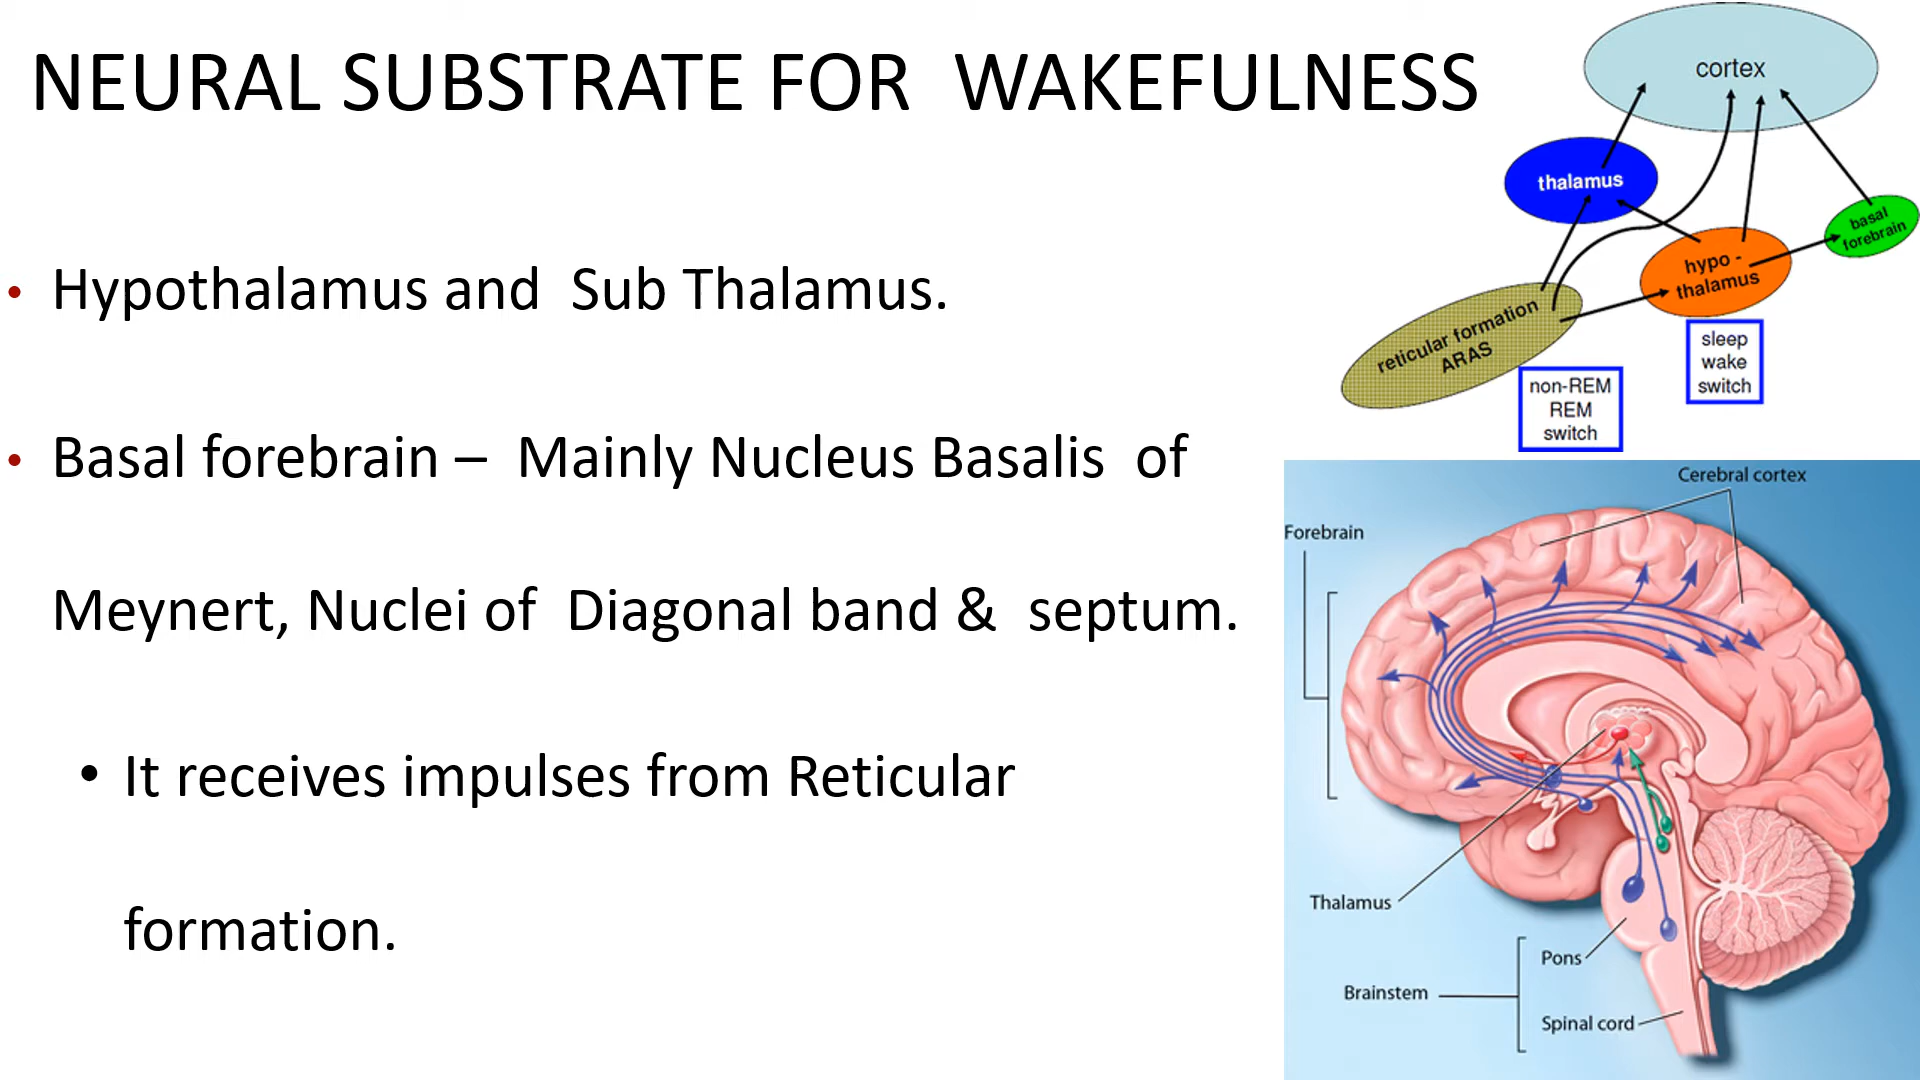 NEURAL SUBSTRATE FOR WAKEFULNESS
• Hypothalamus and Sub Thalamus.
• Basal forebrain – Mainly Nucleus Basalis of
Meynert, Nuclei of Diagonal band & septum.
• It receives impulses from Reticular
formation.
cortex
thalamus
basal
forebrain
hypo -
thalamus
reticular formation
ARAS
sleep
wake
switch
non-REM
REM
switch
Cerebral cortex
Forebrain
Thalamus
Pons
Brainstem
Spinal cord